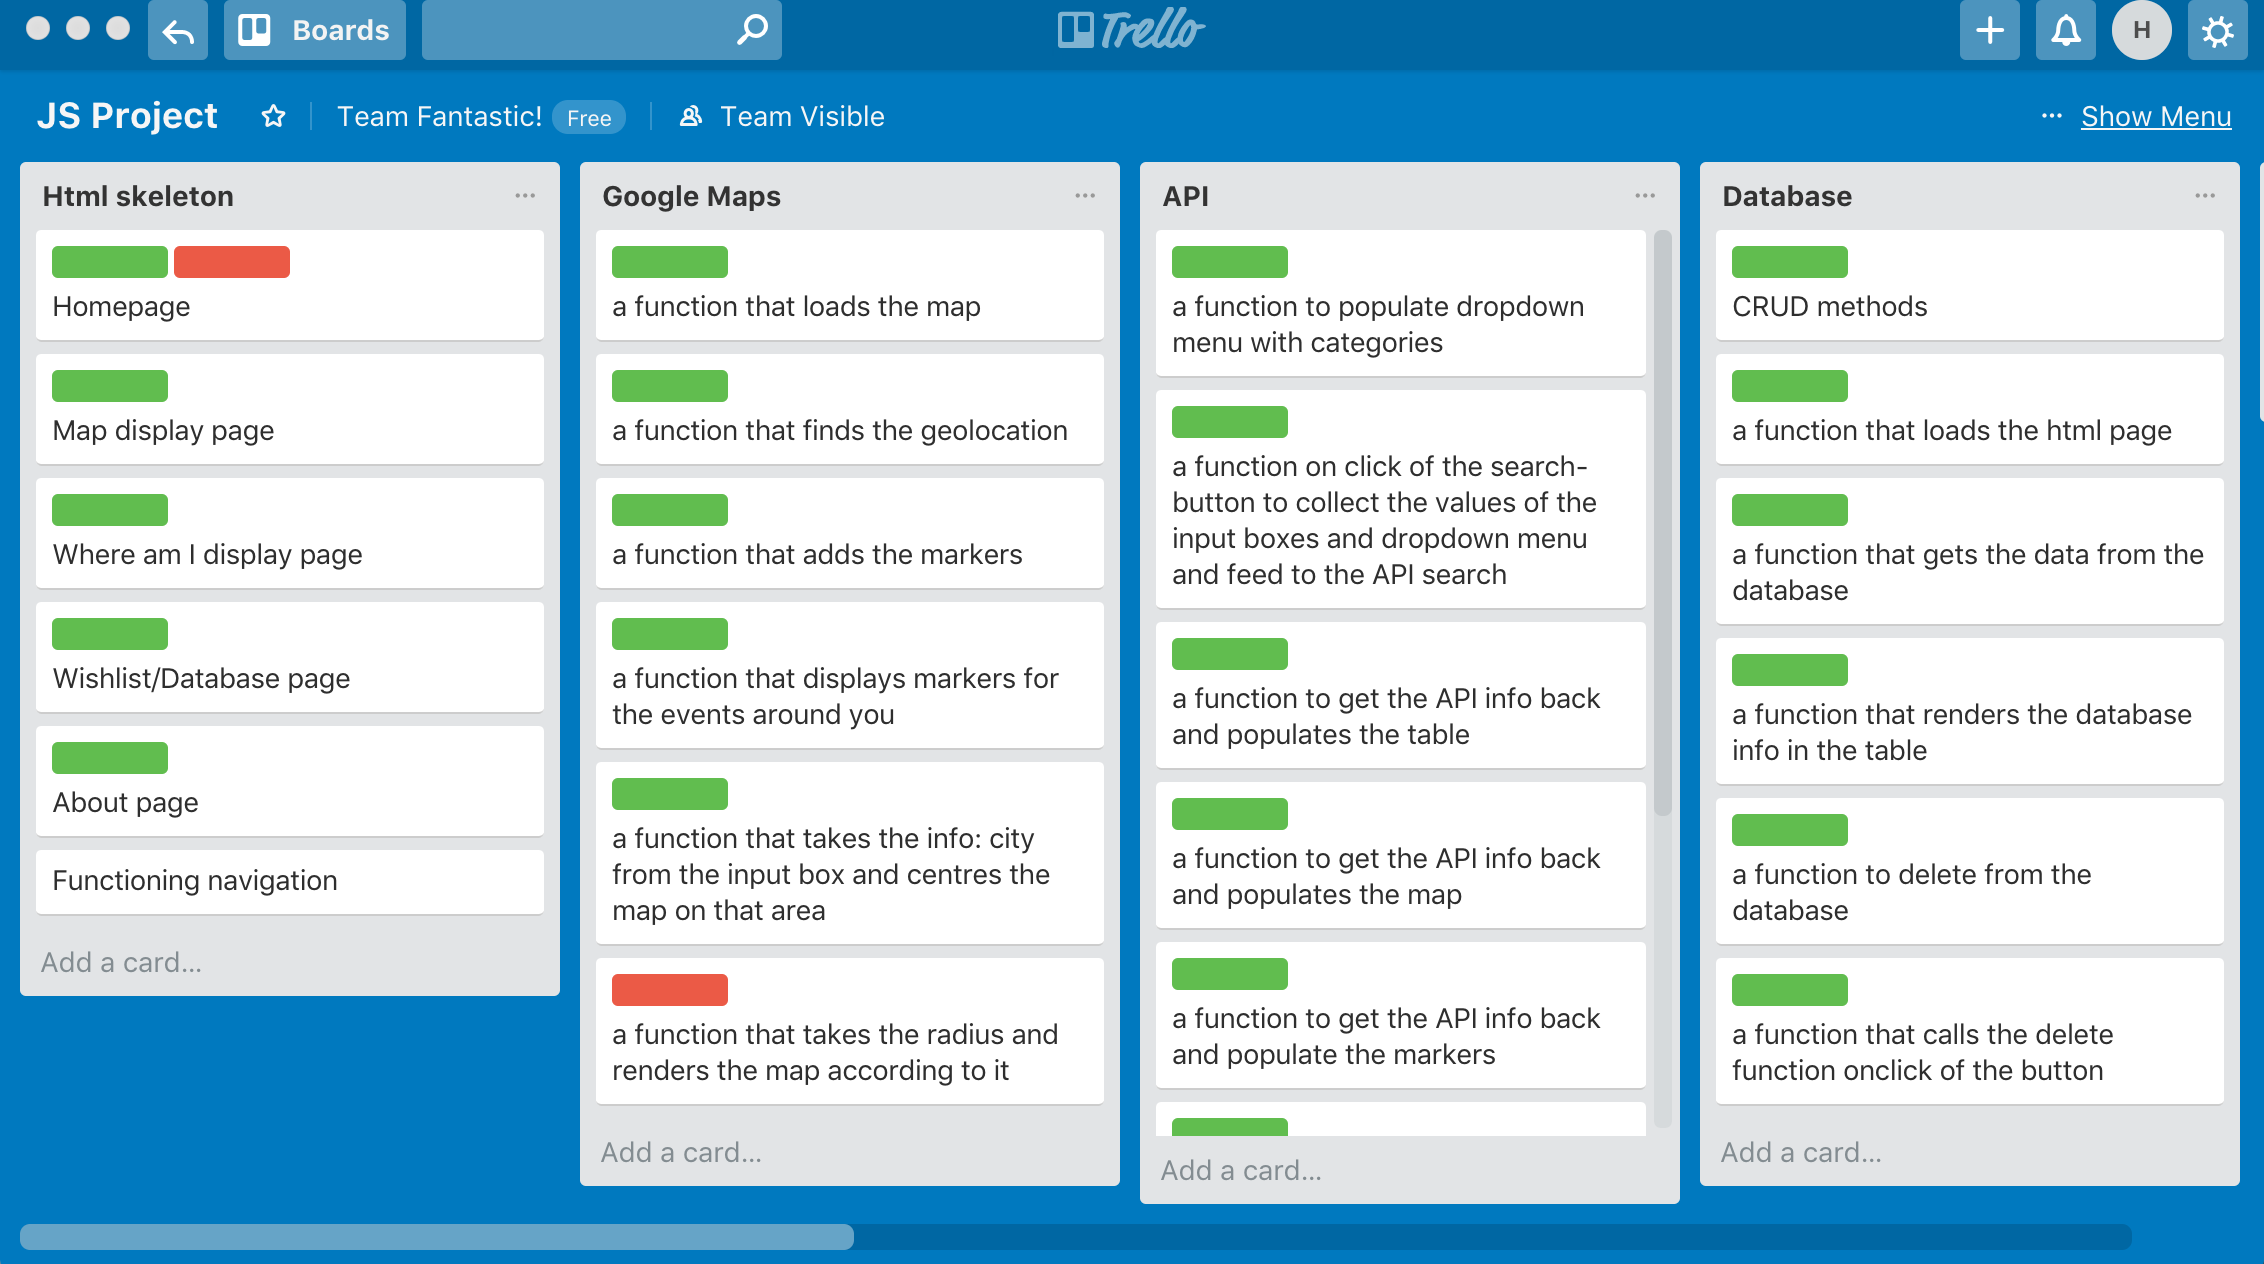 Boards
Trello
H
JS Project
Team Fantastic! Free
Team Visible
··· Show Menu
Html skeleton
Homepage
Map display page
Where am I display page
Wishlist/Database page
About page
Functioning navigation
Add a card...
Google Maps
a function that loads the map
a function that finds the geolocation
a function that adds the markers
a function that displays markers for
the events around you
a function that takes the info: city
from the input box and centres the
map on that area
a function that takes the radius and
renders the map according to it
Add a card...
API
a function to populate dropdown
menu with categories
a function on click of the search-
button to collect the values of the
input boxes and dropdown menu
and feed to the API search
a function to get the API info back
and populates the table
a function to get the API info back
and populates the map
a function to get the API info back
and populate the markers
Add a card...
Database
CRUD methods
a function that loads the html page
a function that gets the data from the
database
a function that renders the database
info in the table
a function to delete from the
database
a function that calls the delete
function onclick of the button
Add a card...